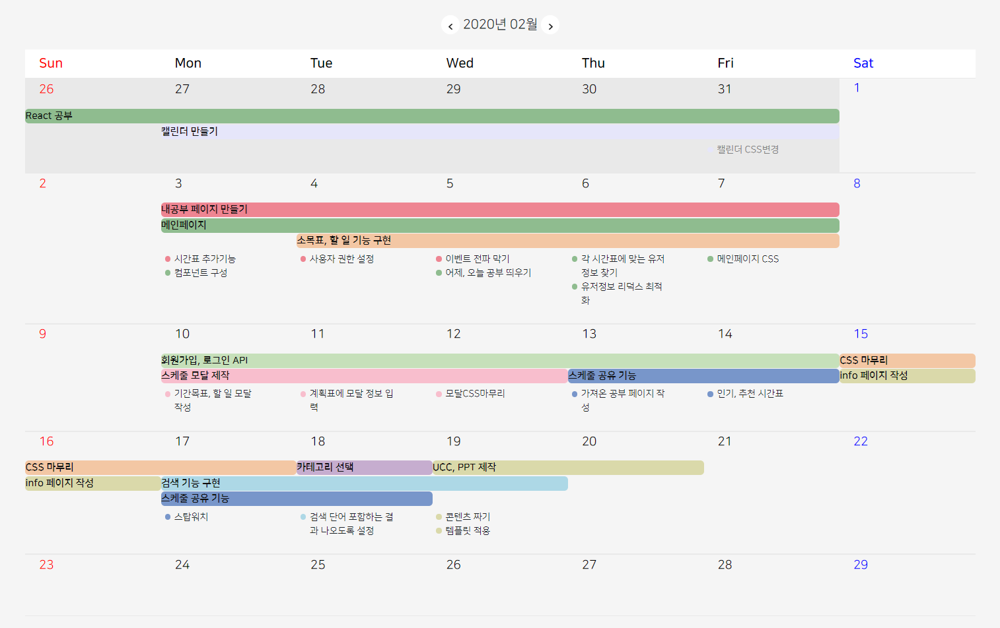 2020년 02월
Sun Mon Tue Wed Thu Fri Sat
26 27 28 29 30 31 1
React 공부
캘린더 만들기
캘린더 CSS변경
2 3 4 5 6 7 8
내공부 페이지 만들기
메인페이지
소목표, 할 일 기능 구현
시간표 추가기능
컴포넌트 구성
사용자 권한 설정
이벤트 전파 막기
어제, 오늘 공부 띄우기
각 시간표에 맞는 유저
정보 찾기
유저정보 리덕스 최적
화
메인페이지 CSS
9 10 11 12 13 14 15
회원가입, 로그인 API
CSS 마무리
스케줄 모달 제작
스케줄 공유 기능
info 페이지 작성
기간목표, 할 일 모달
작성
계획표에 모달 정보 입
력
모달CSS마무리
가져온 공부 페이지 작
성
인기, 추천 시간표
16 17 18 19 20 21 22
CSS 마무리
카테고리 선택
UCC, PPT 제작
info 페이지 작성
검색 기능 구현
스케줄 공유 기능
스탑워치
검색 단어 포함하는 결
과 나오도록 설정
콘텐츠 짜기
템플릿 적용
23 24 25 26 27 28 29